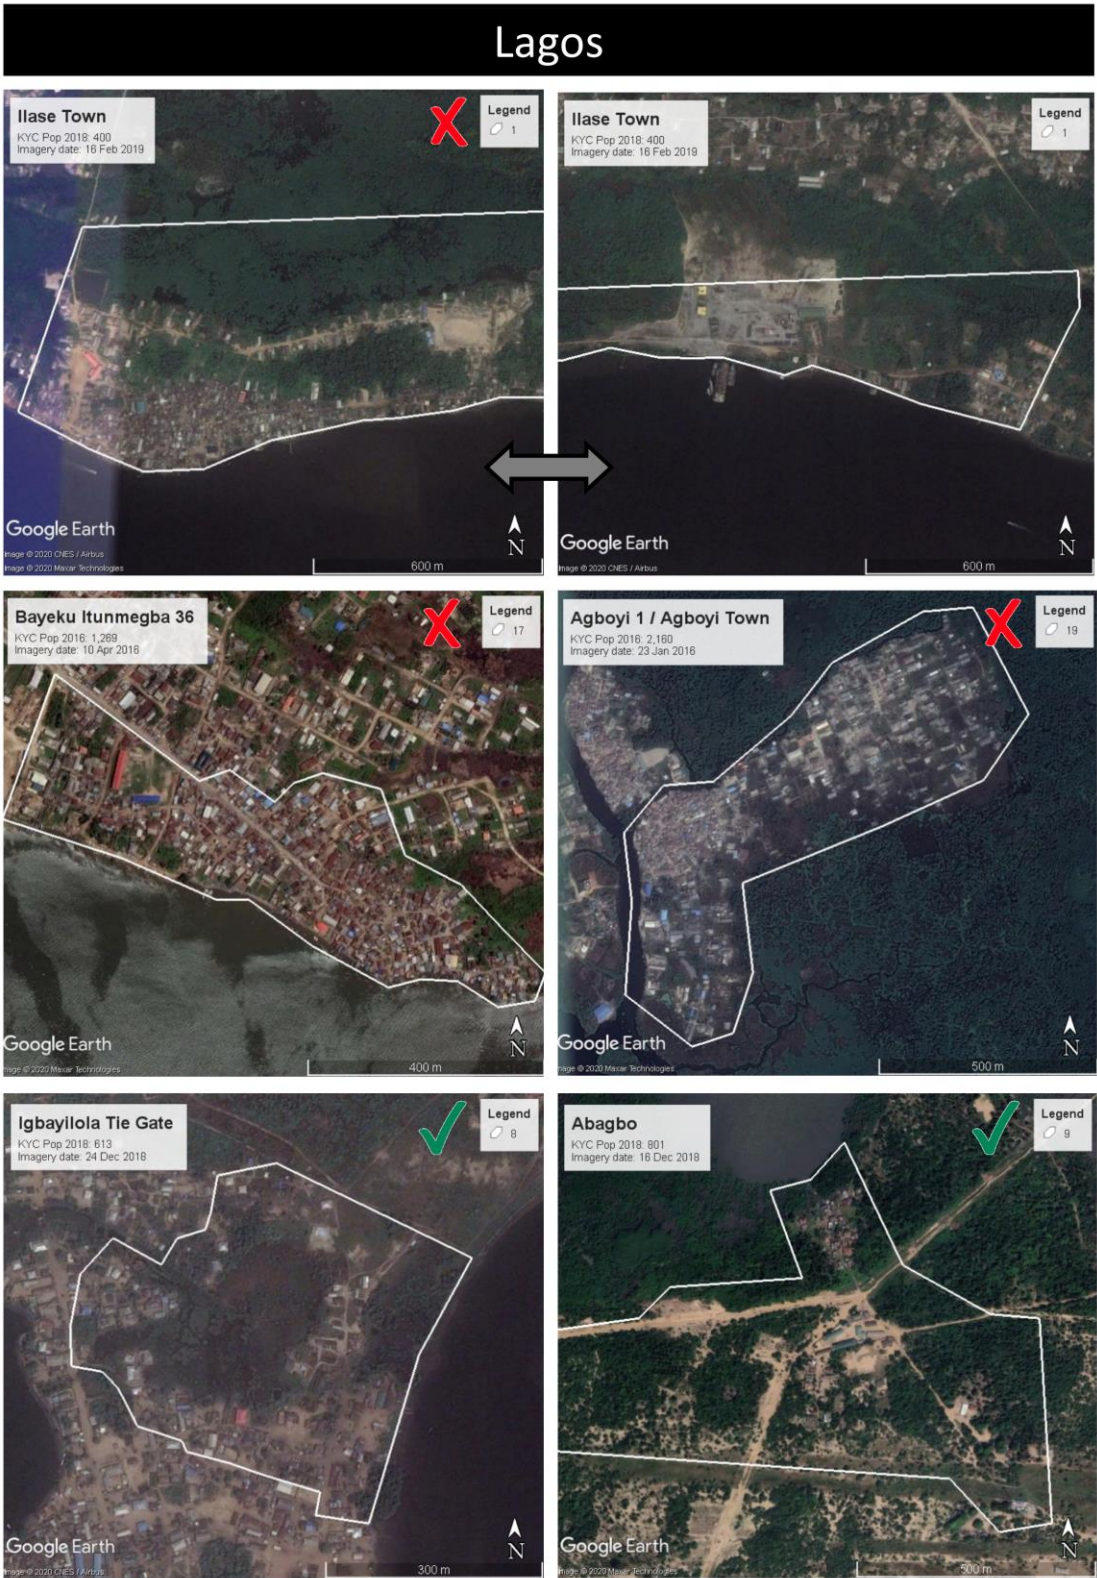 Lagos
Ilase Town
KYC Pop 2018: 400
Imagery date: 16 Feb 2019
Legend
1
Google Earth
Image © 2020 CNES / Airbus
Image © 2020 Maxar Technologies
N
600 m
Ilase Town
KYC Pop 2018: 400
Imagery date: 16 Feb 2019
Legend
1
Google Earth
Image © 2020 CNES / Airbus
N
600 m
Bayeku Itunmegba 36
KYC Pop 2016: 1,269
Imagery date: 10 Apr 2016
Legend
17
Google Earth
Image © 2020 Maxar Technologies
N
400 m
Agboyi 1 / Agboyi Town
KYC Pop 2016: 2,160
Imagery date: 23 Jan 2016
Legend
19
Google Earth
Image © 2020 Maxar Technologies
N
500 m
Igbayilola Tie Gate
KYC Pop 2018: 613
Imagery date: 24 Dec 2018
Legend
8
Google Earth
Image © 2020 CNES / Airbus
N
300 m
Abagbo
KYC Pop 2018: 801
Imagery date: 16 Dec 2018
Legend
9
Google Earth
Image © 2020 Maxar Technologies
N
500 m